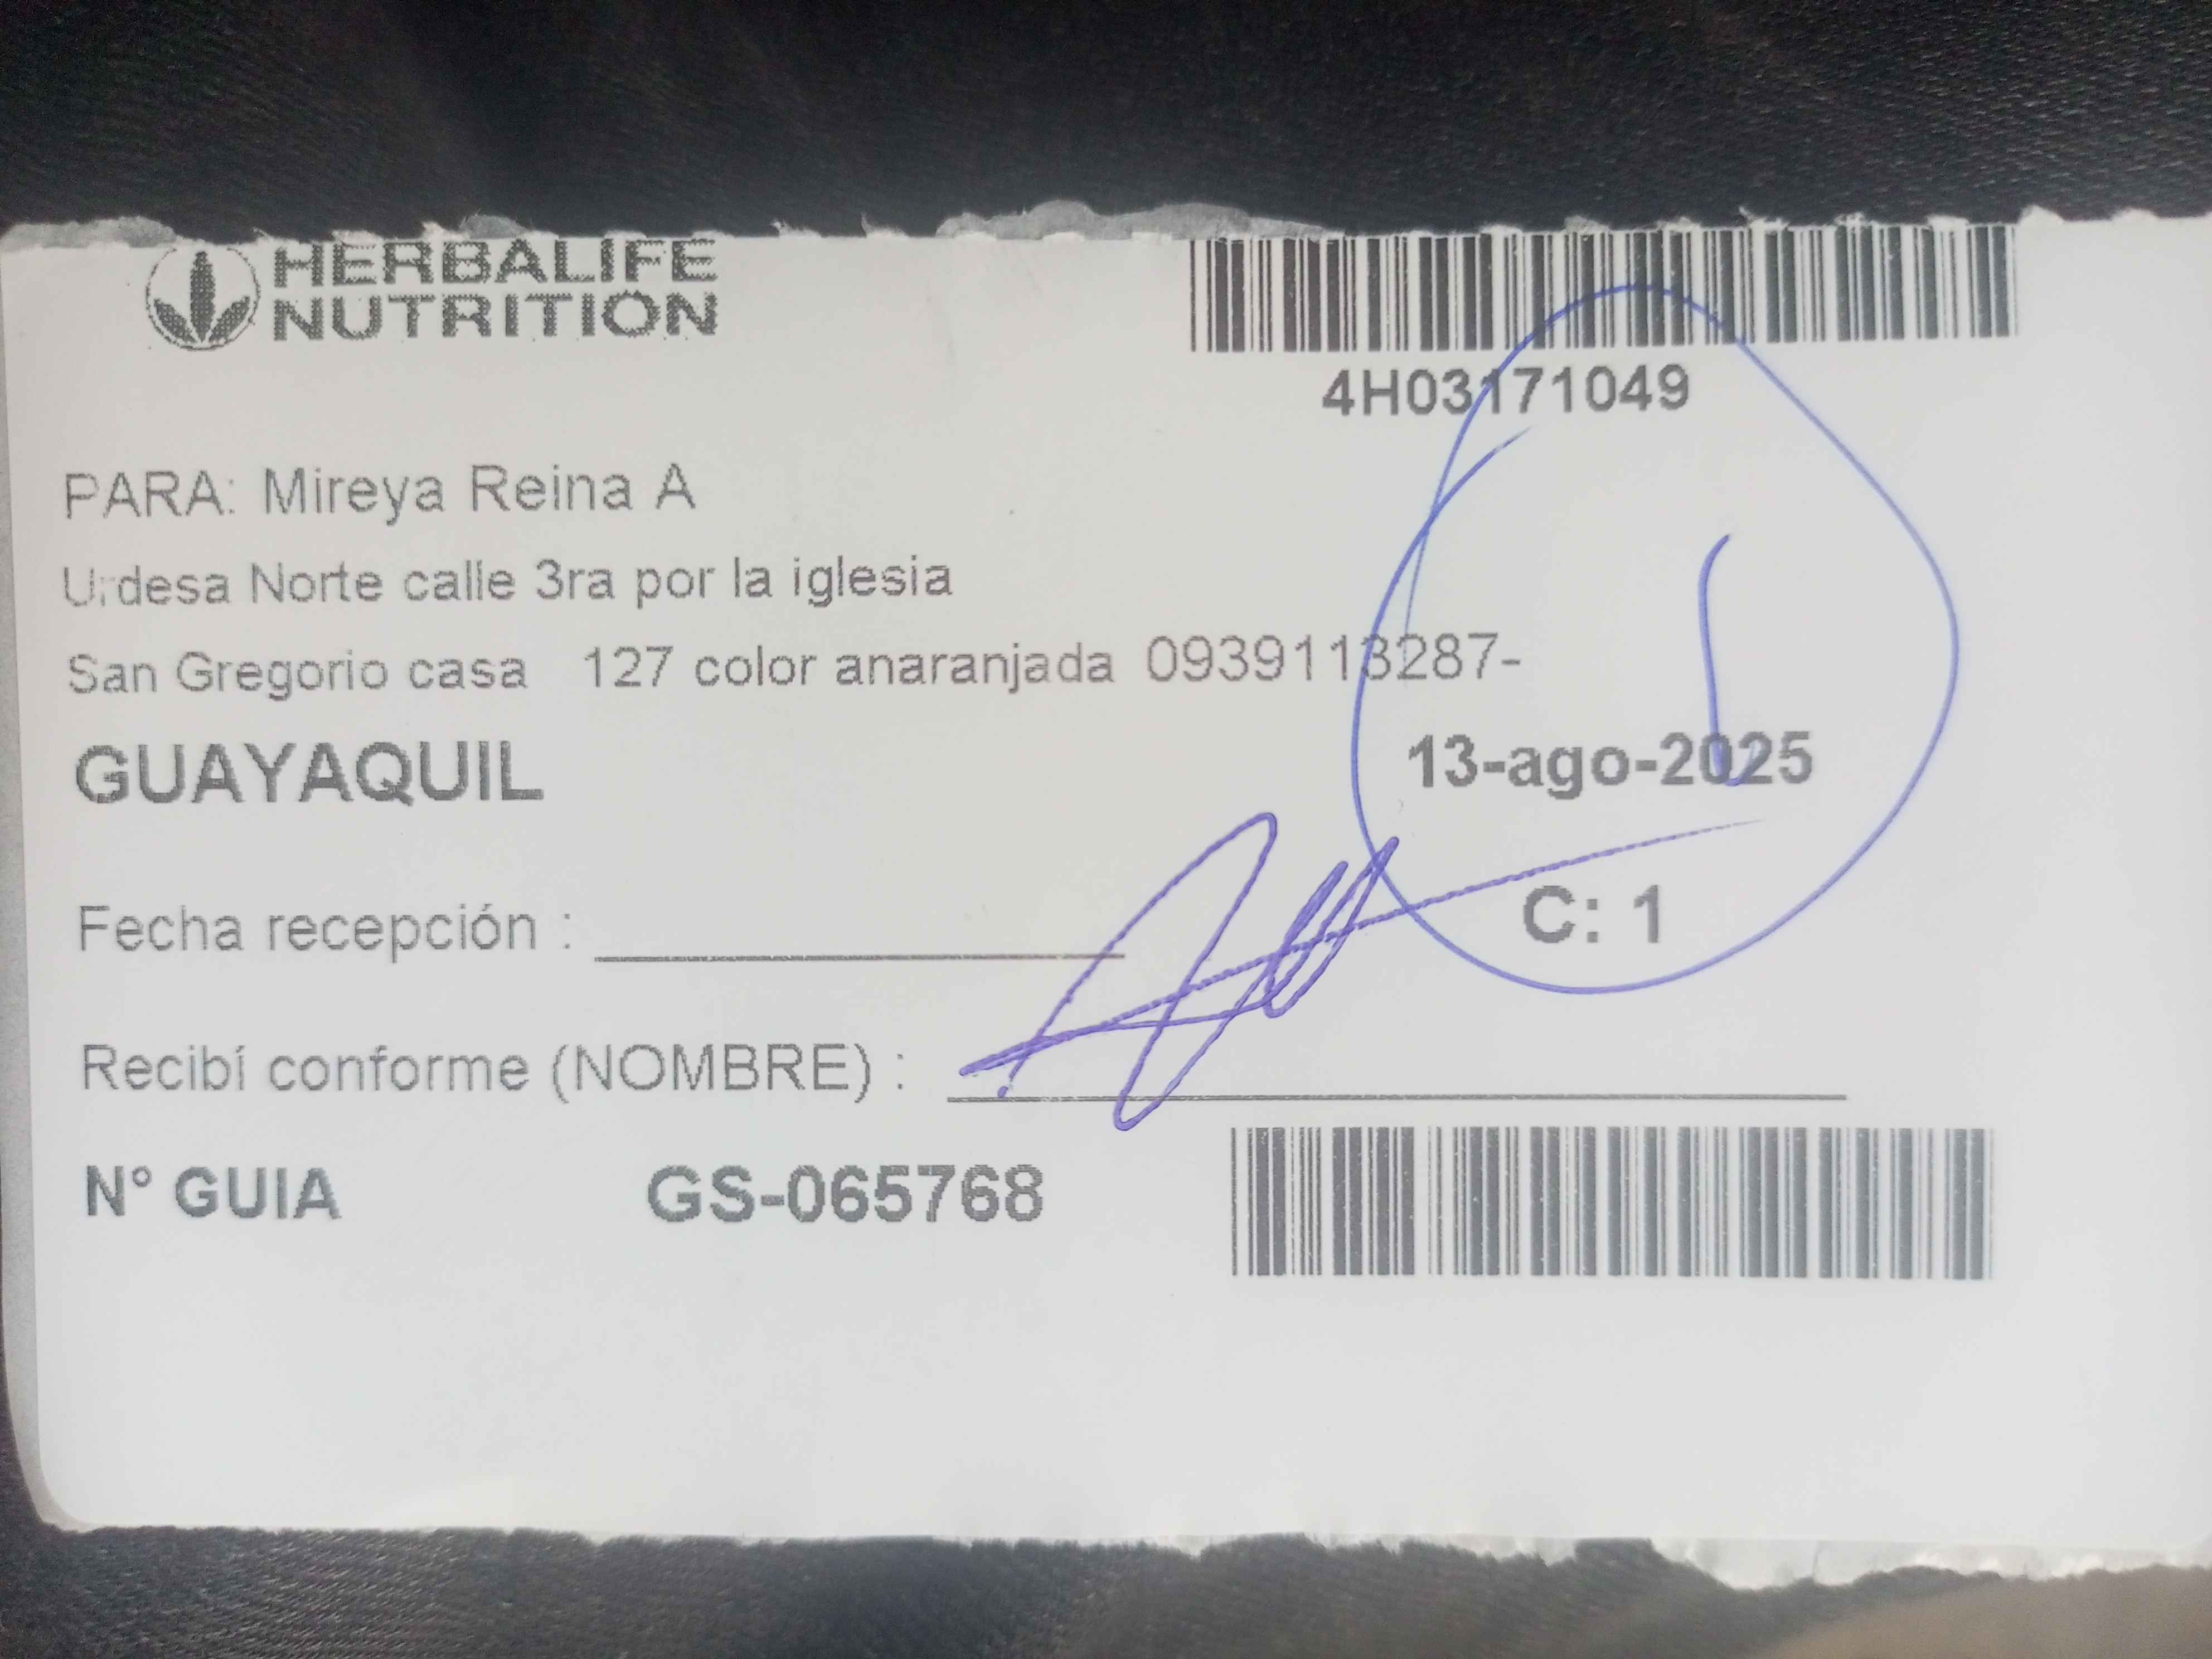 HERBALIFE
NUTRITION
4H03171049
PARA: Mireya Reina A
Urdesa Norte calle 3ra por la iglesia
San Gregorio casa 127 color anaranjada 0939113287-
GUAYAQUIL
13-ago-2025
C: 1
Fecha recepción :
Recibí conforme (NOMBRE) :
N° GUIA GS-065768